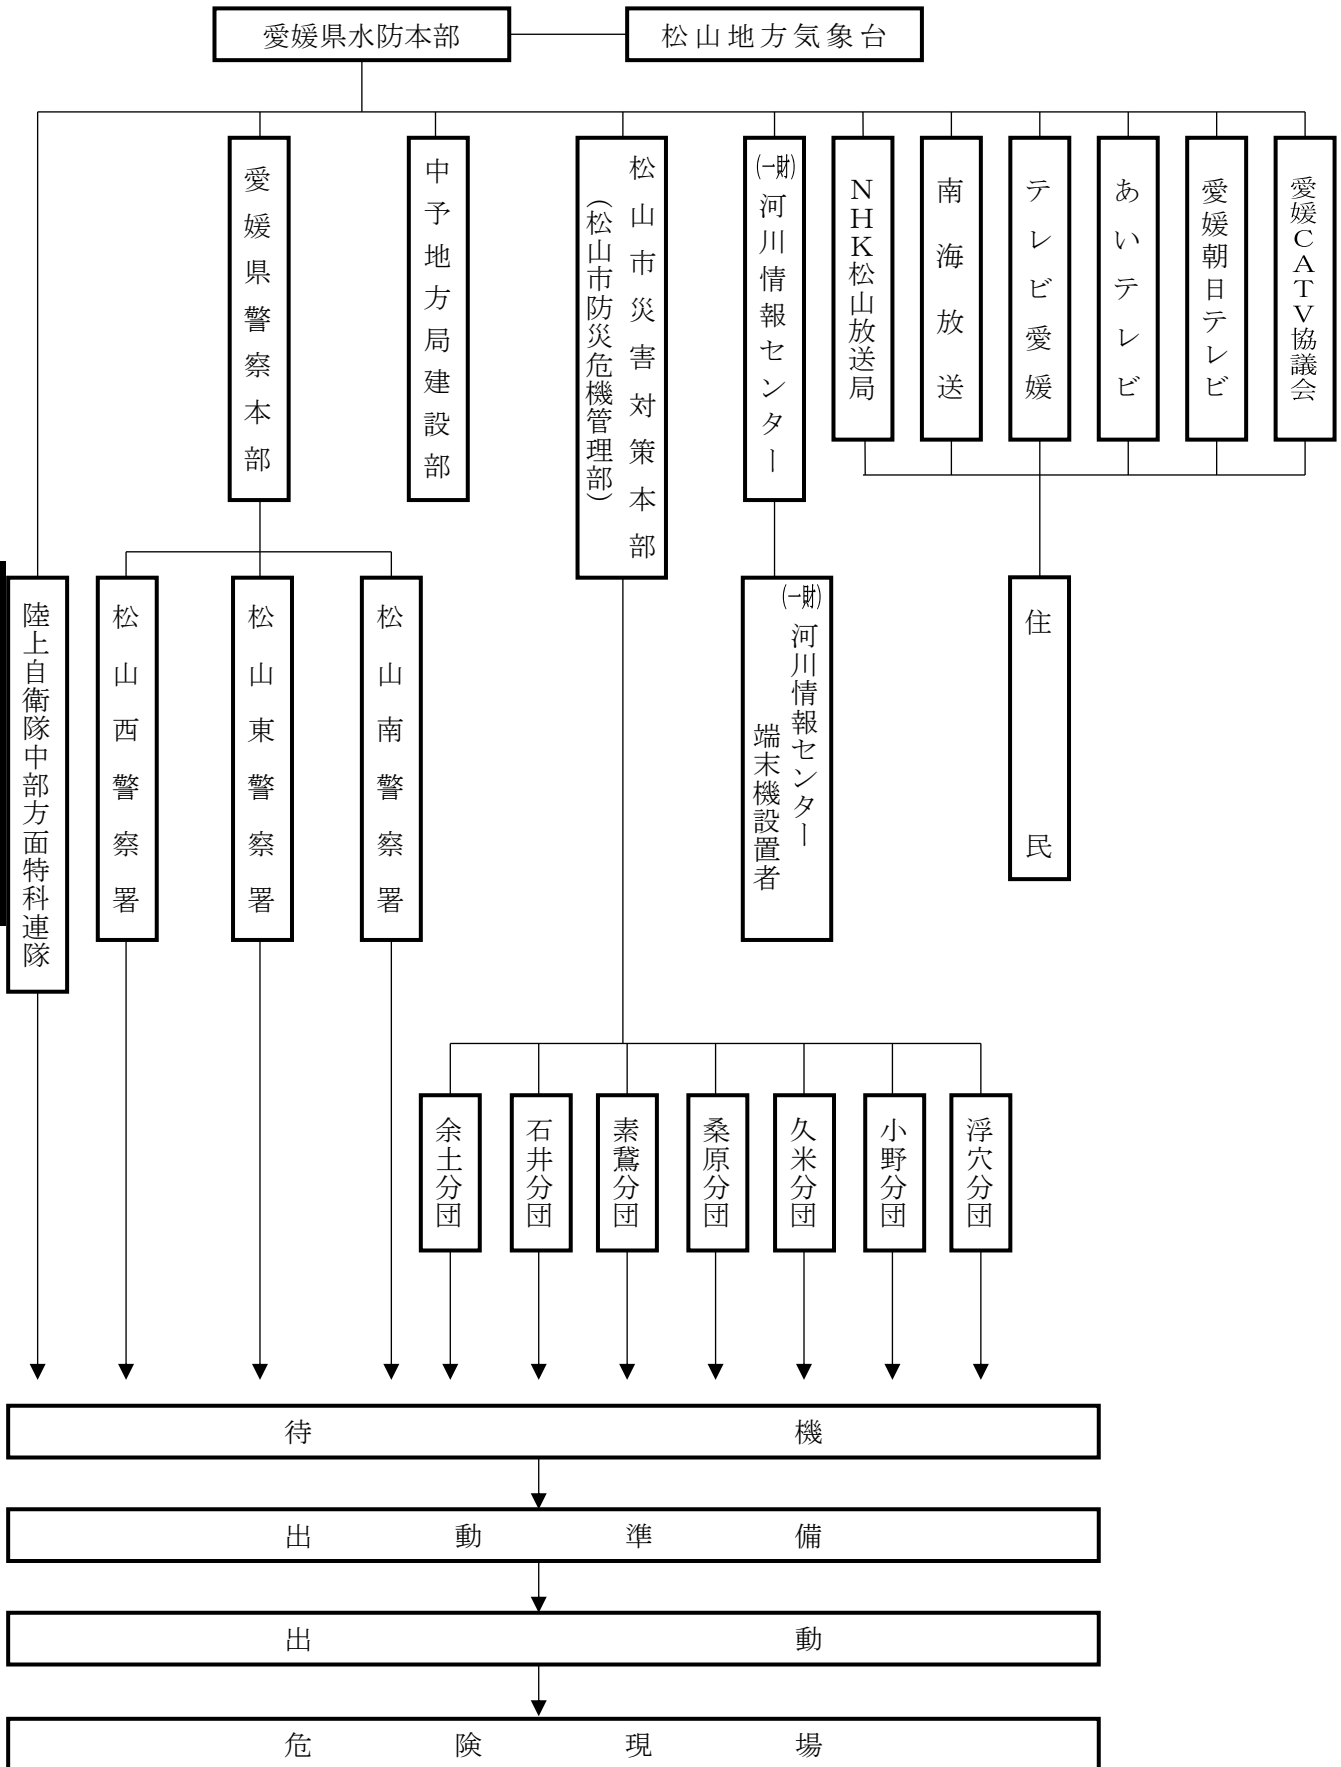 愛媛県水防本部
松山地方気象台
愛媛県警察本部
中予地方局建設部
松山市災害対策本部
(松山市防災危機管理部)
(一財)河川情報センター
NHK松山放送局
南海放送
テレビ愛媛
あいテレビ
愛媛朝日テレビ
愛媛CATV協議会
陸上自衛隊中部方面特科連隊
松山西警察署
松山東警察署
松山南警察署
(一財)河川情報センター
端末機設置者
住民
余土分団
石井分団
素鵞分団
桑原分団
久米分団
小野分団
浮穴分団
待機
出動準備
出動
危険現場